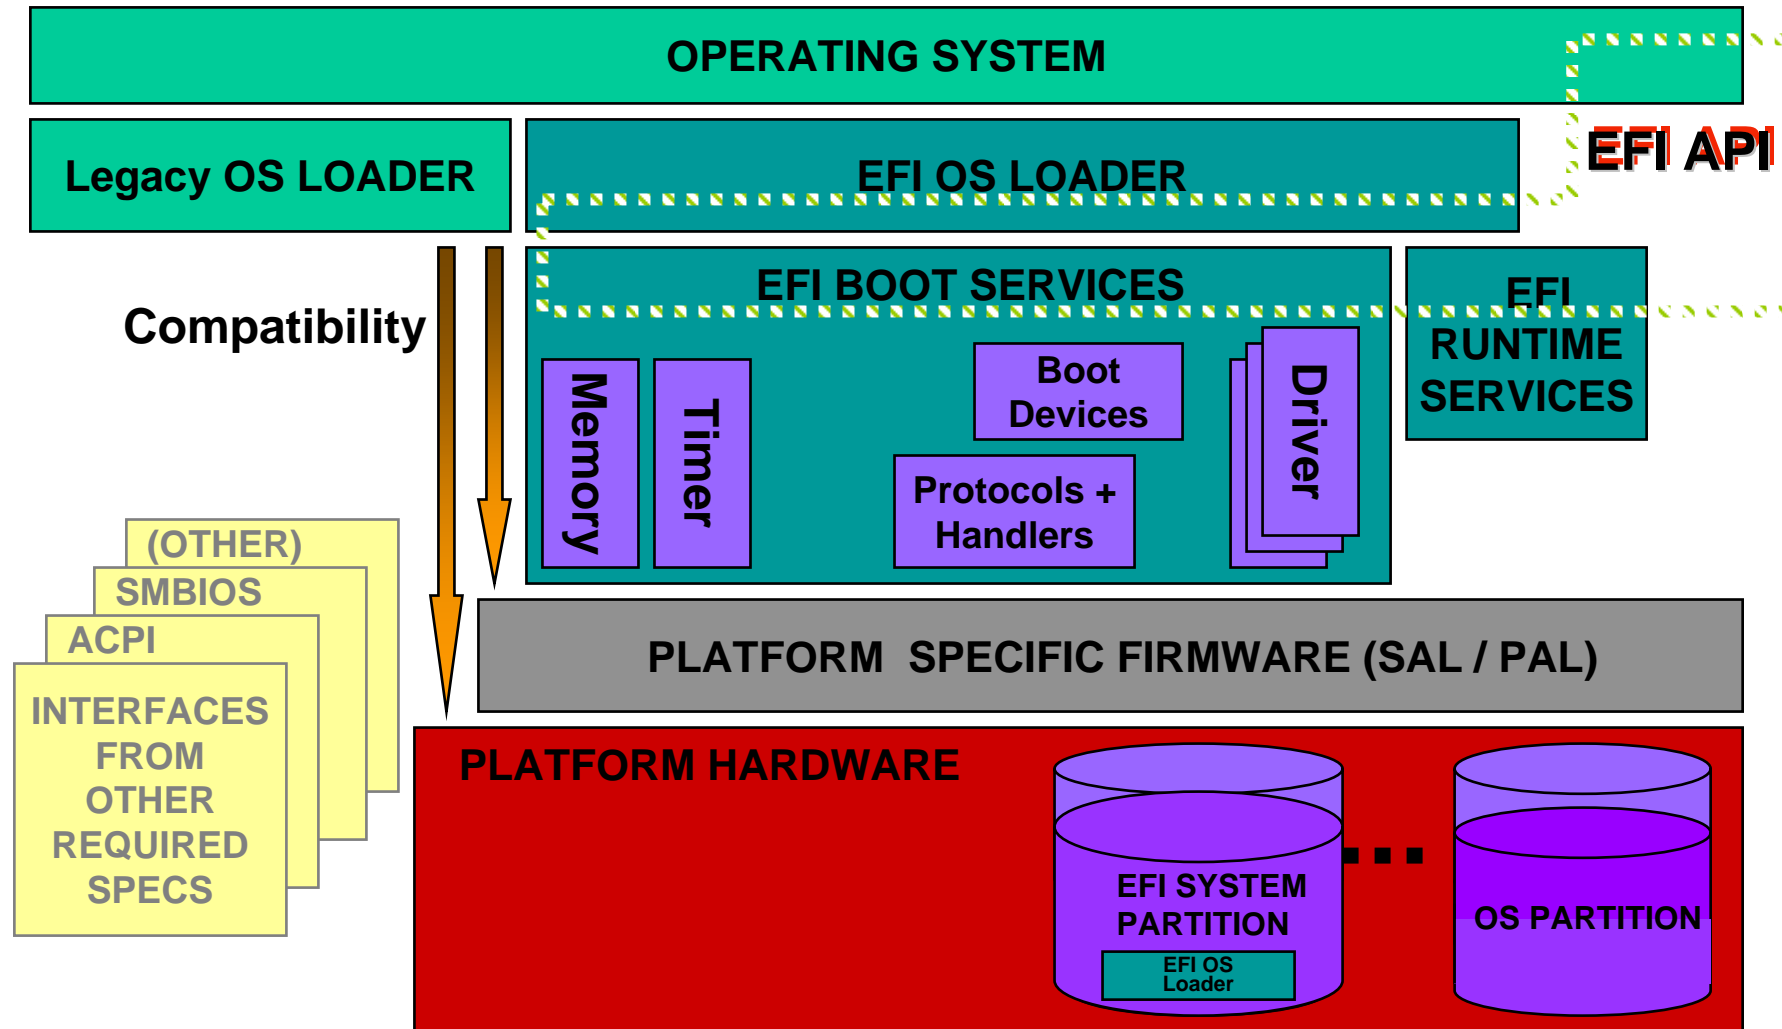 OPERATING SYSTEM
Legacy OS LOADER
EFI OS LOADER
EFI API
Compatibility
EFI BOOT SERVICES
EFI
RUNTIME
SERVICES
Memory
Timer
Boot
Devices
Protocols +
Handlers
Driver
(OTHER)
SMBIOS
ACPI
INTERFACES
FROM
OTHER
REQUIRED
SPECS
PLATFORM SPECIFIC FIRMWARE (SAL / PAL)
PLATFORM HARDWARE
EFI SYSTEM
PARTITION
EFI OS
Loader
OS PARTITION